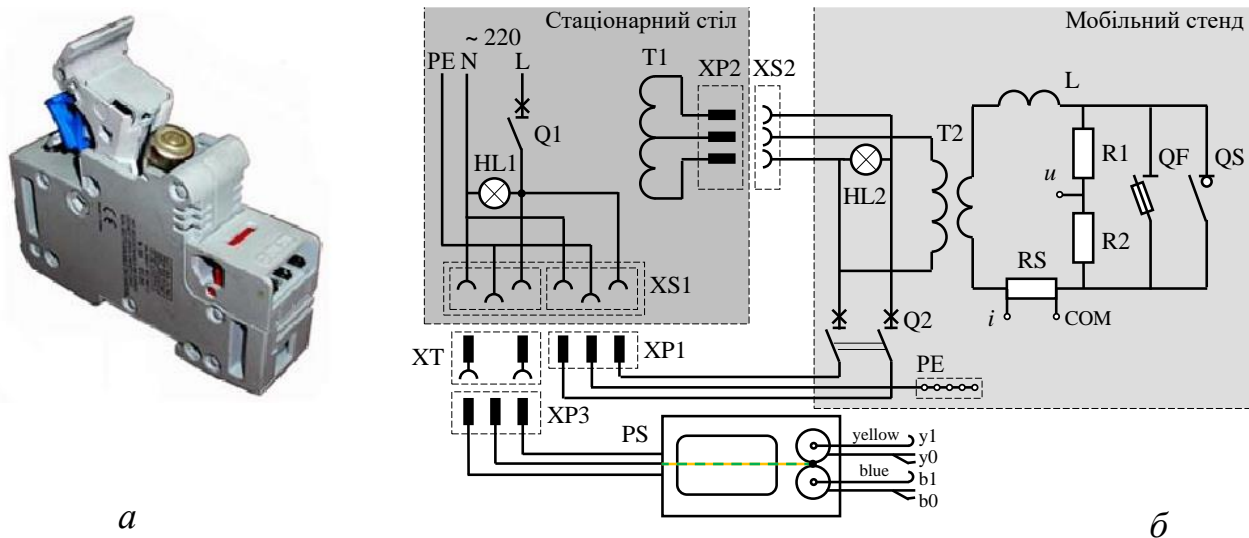 Стаціонарний стіл
Мобільний стенд
~ 220
PE N L
T1
XP2 XS2
Q1
HL1
HL2
T2
L
R1
QF
QS
u
R2
RS
i
COM
XS1
Q2
XT
XP1
PE
XP3
PS
yellow
y1
y0
blue
b1
b0
а
б